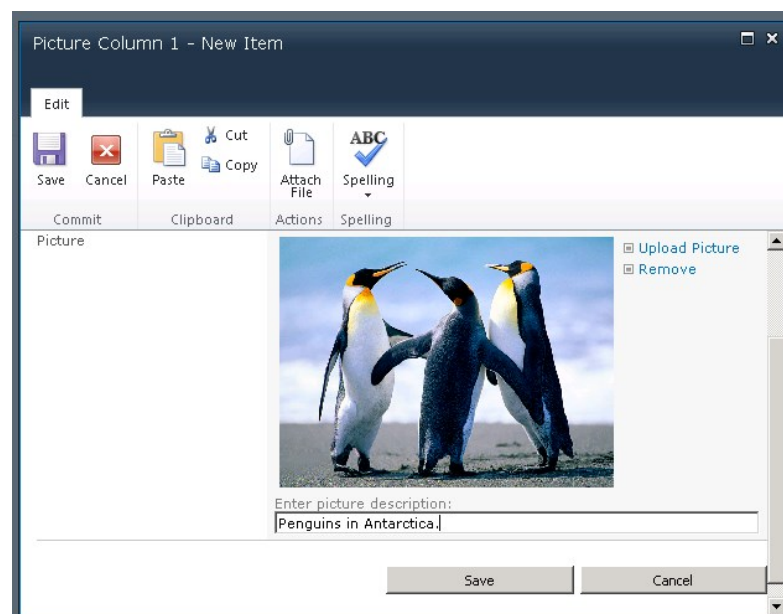 Picture Column 1 - New Item
Edit
Save
Cancel
Paste
Cut
Copy
Attach
File
ABC
Spelling
Commit
Clipboard
Actions
Spelling
Picture
Upload Picture
Remove
Enter picture description:
Penguins in Antarctica.
Save
Cancel